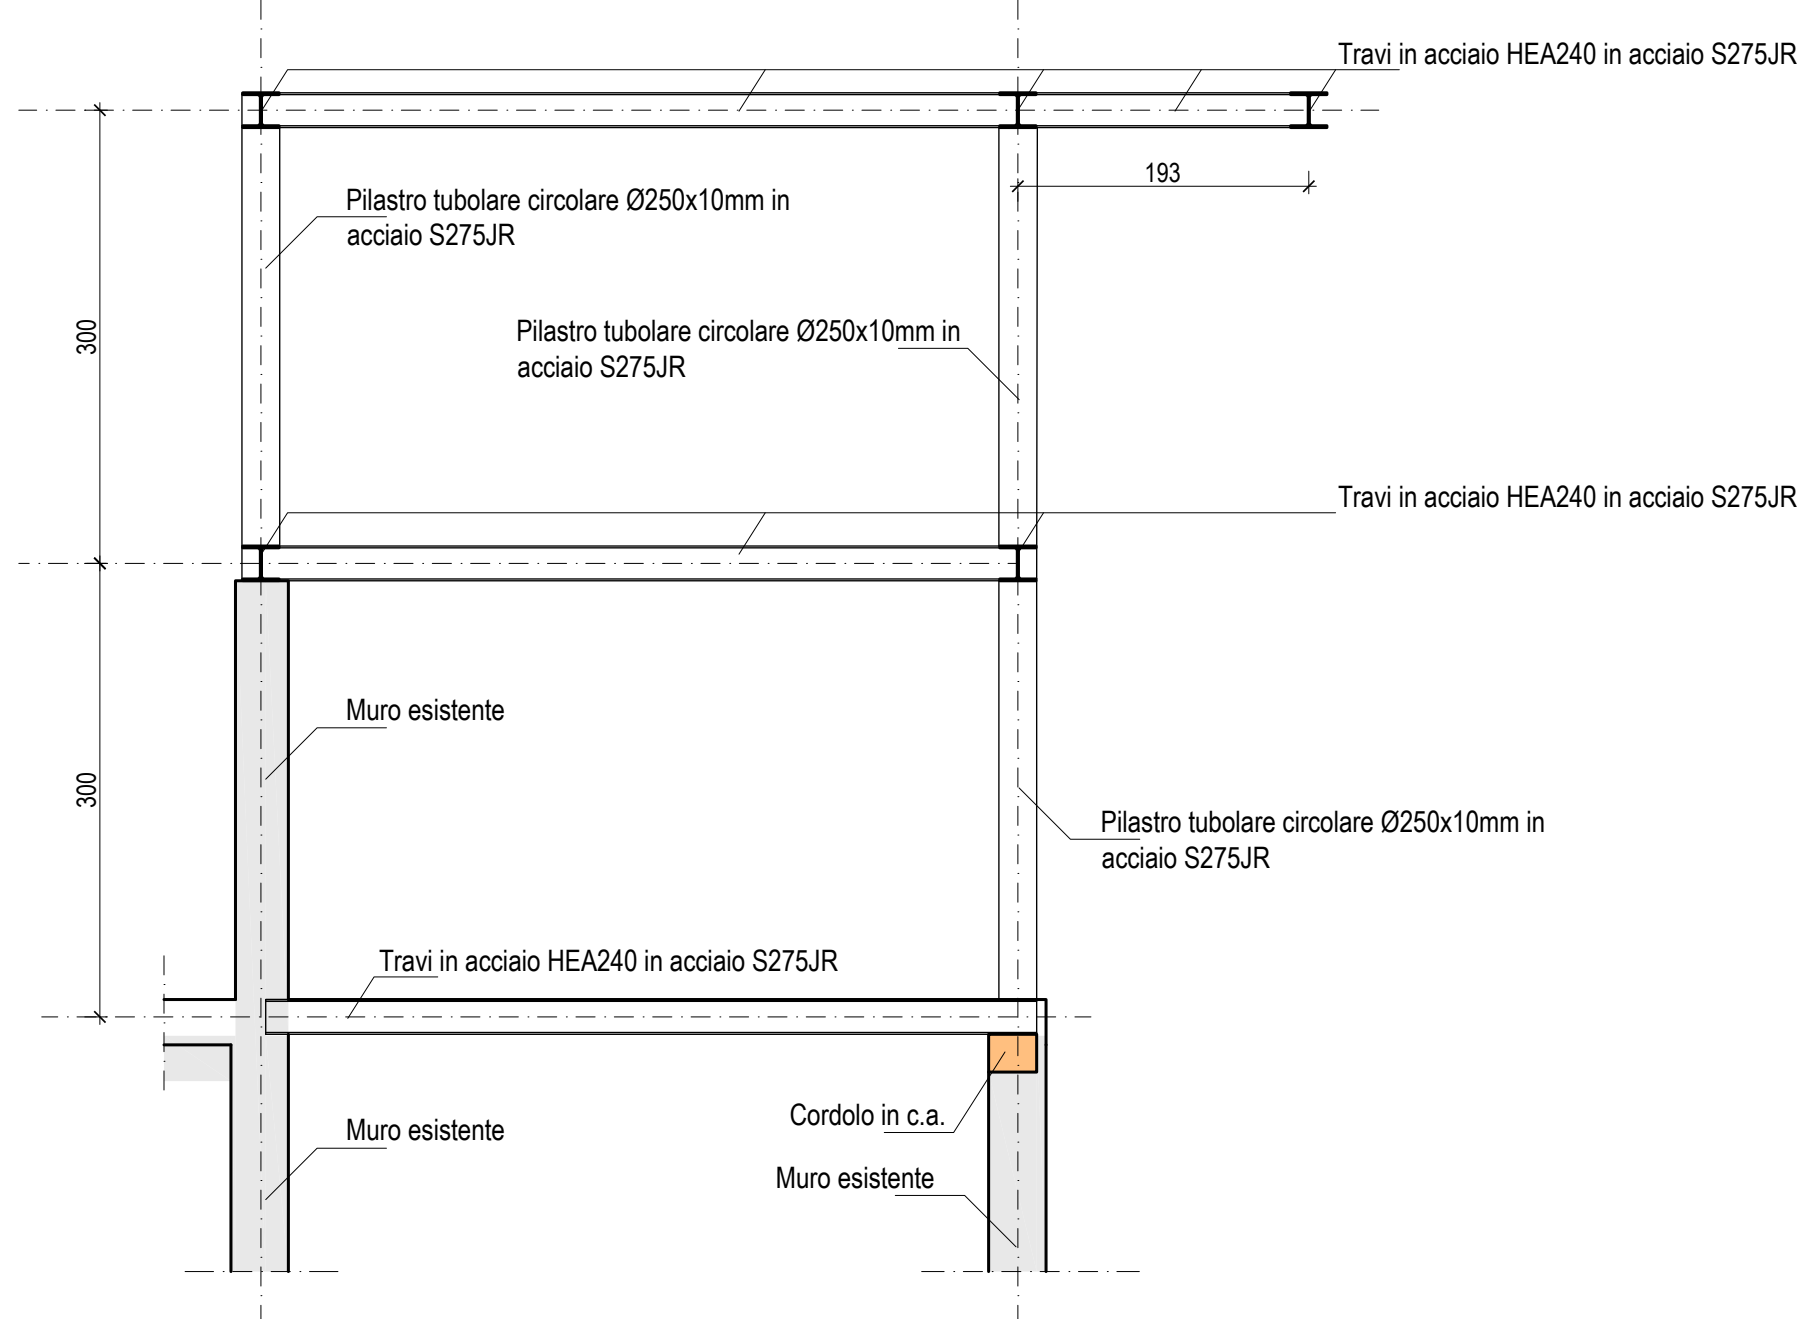 Travi in acciaio HEA240 in acciaio S275JR
193
Pilastro tubolare circolare Ø250x10mm in
acciaio S275JR
300
Pilastro tubolare circolare Ø250x10mm in
acciaio S275JR
Travi in acciaio HEA240 in acciaio S275JR
Muro esistente
300
Pilastro tubolare circolare Ø250x10mm in
acciaio S275JR
Travi in acciaio HEA240 in acciaio S275JR
Cordolo in c.a.
Muro esistente
Muro esistente